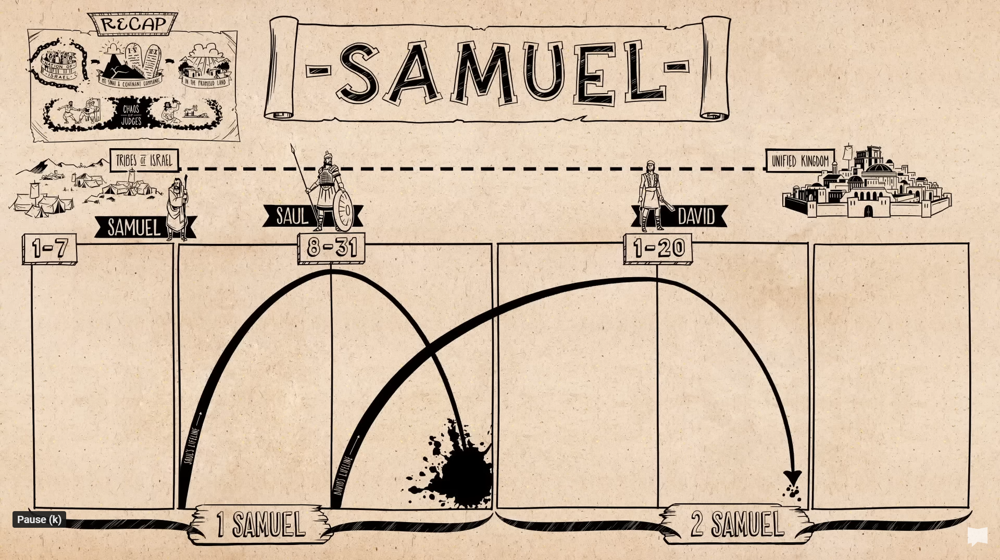 RECAP
NATION OF
ISRAEL
I-V
VI-X
MT. SINAI & COVENANT COMMANDS
IN THE PROMISED LAND
CHAOS
OF
JUDGES
-SAMUEL-
TRIBES OF ISRAEL
UNIFIED KINGDOM
SAMUEL
SAUL
DAVID
1-7
8-31
1-20
SAUL'S LIFELINE
DAVID'S LIFELINE
1 SAMUEL
2 SAMUEL
Pause (k)